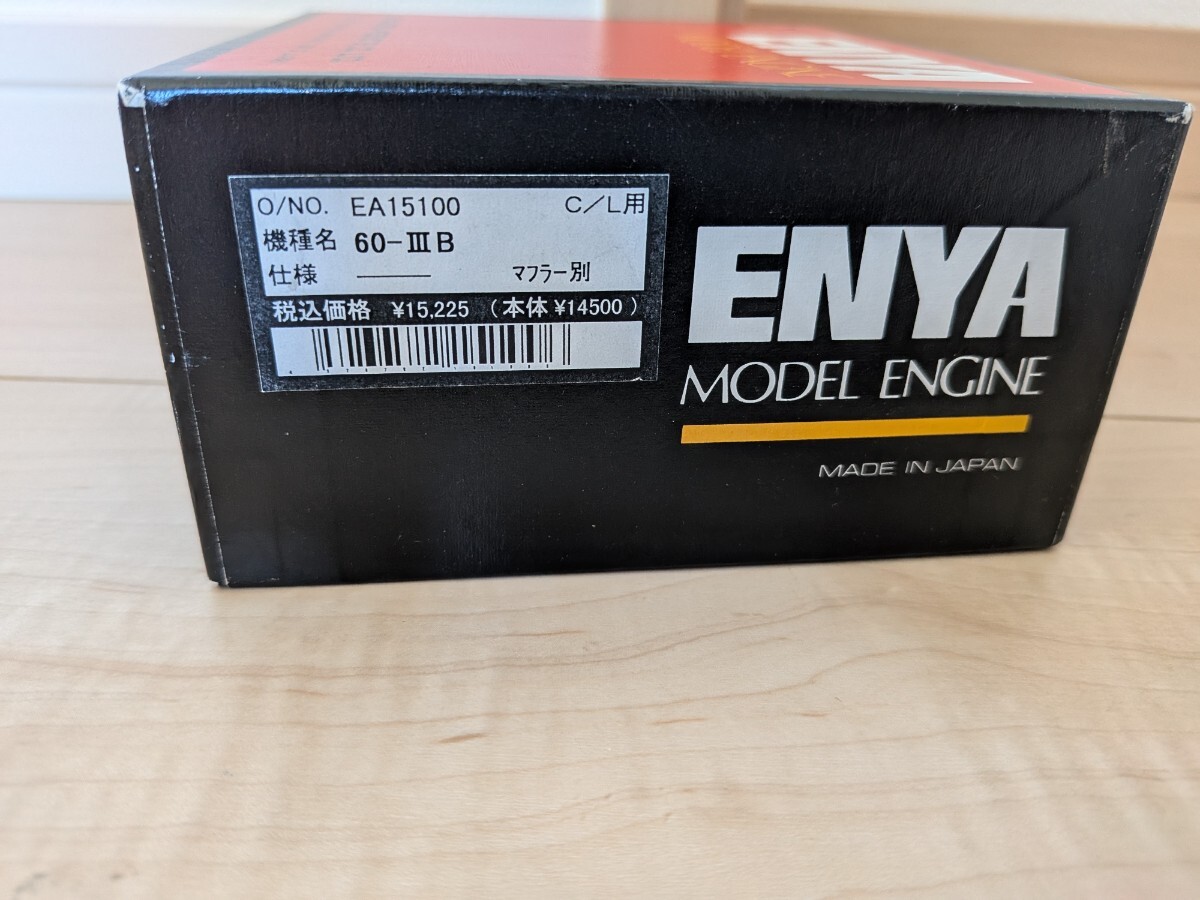 ENYA
O/NO. EA15100 C/L用
機種名 60-ⅢB
仕様 ——— マフラー別
税込価格 ¥15,225 (本体 ¥14500)
ENYA
MODEL ENGINE
MADE IN JAPAN